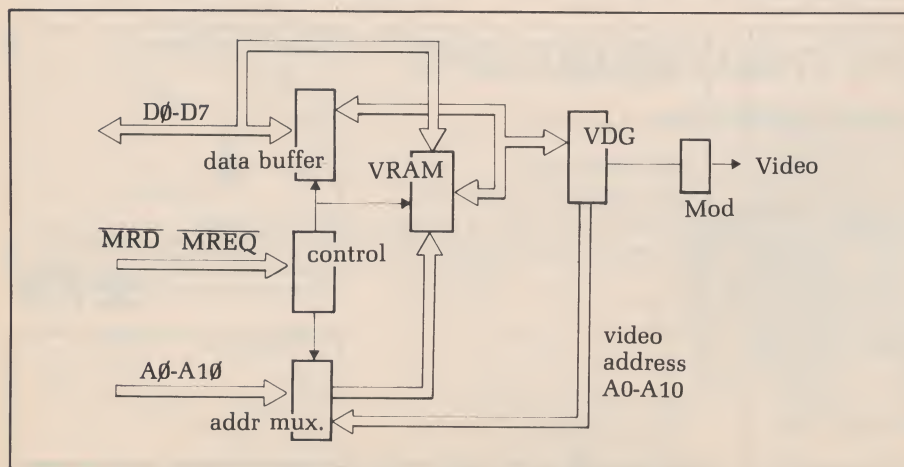 DØ-D7
data buffer
VRAM
VDG
Video
Mod
MRD MREQ
control
AØ-A1Ø
addr mux.
video
address
A0-A10